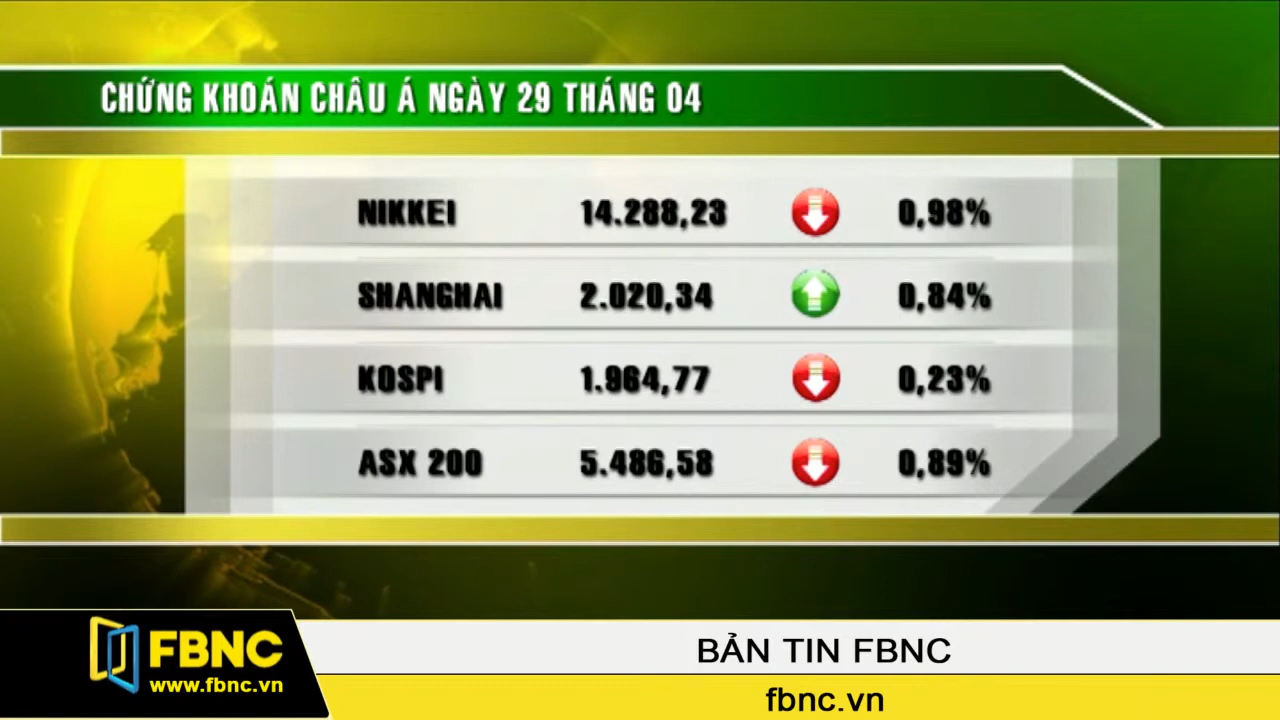 CHỨNG KHOÁN CHÂU Á NGÀY 29 THÁNG 04
NIKKEI 14.288,23 0,98%
SHANGHAI 2.020,34 0,84%
KOSPI 1.964,77 0,23%
ASX 200 5.486,58 0,89%
FBNC
www.fbnc.vn
BẢN TIN FBNC
fbnc.vn